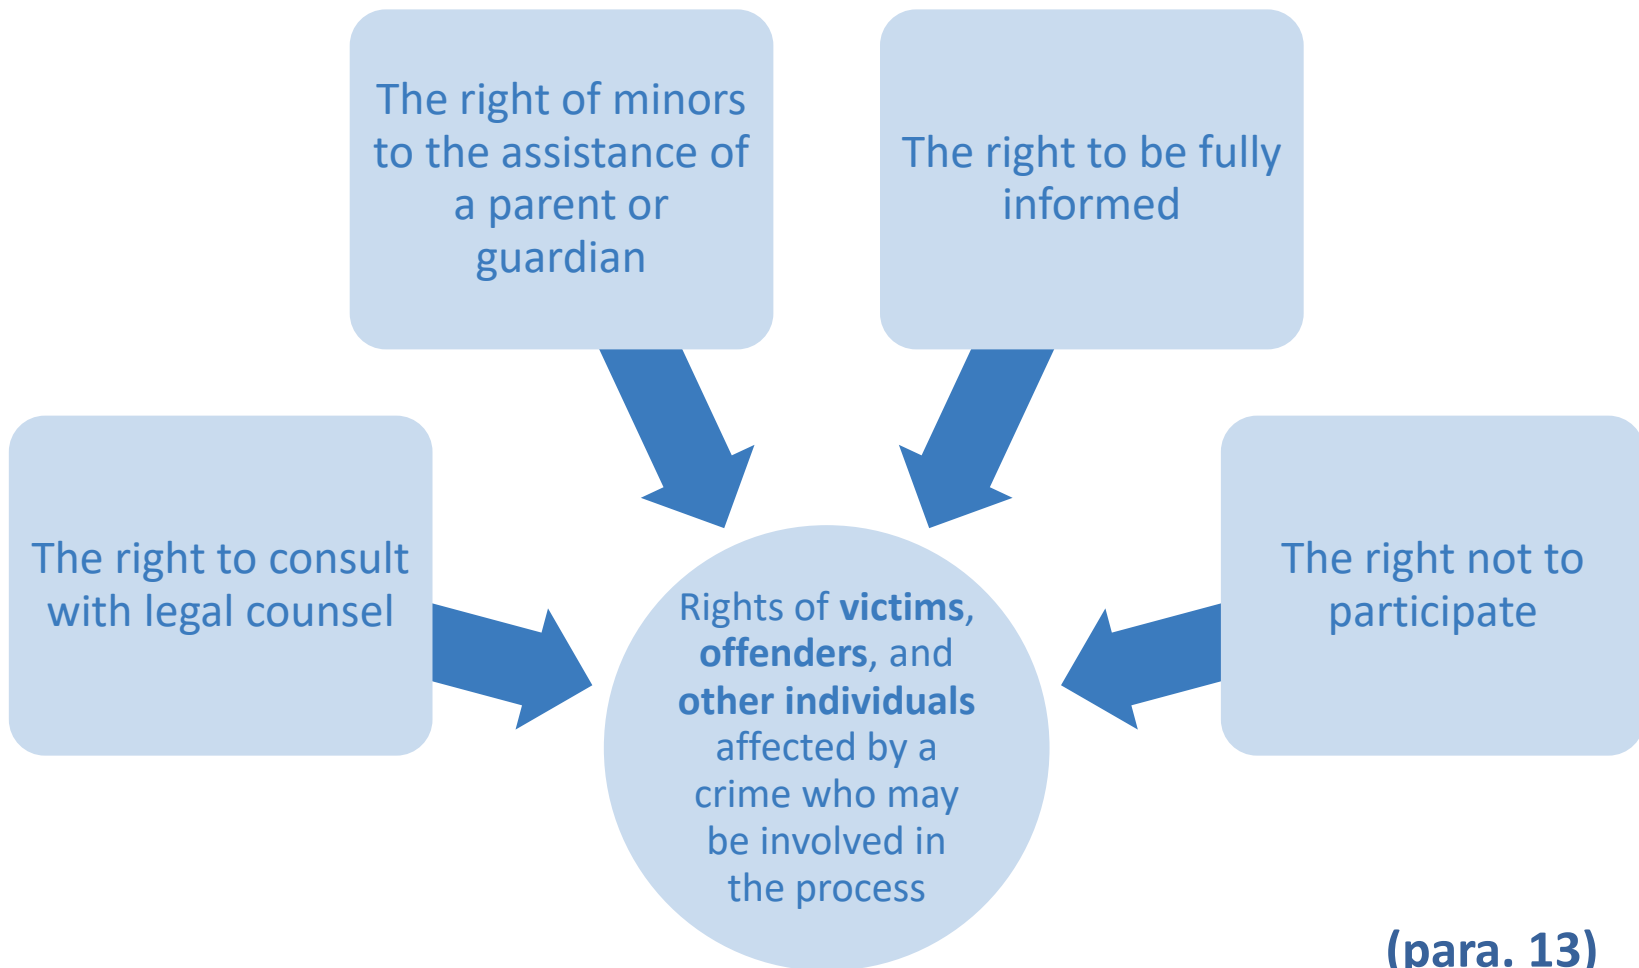 The right of minors
to the assistance of
a parent or
guardian
The right to be fully
informed
The right to consult
with legal counsel
The right not to
participate
Rights of victims,
offenders, and
other individuals
affected by a
crime who may
be involved in
the process
(para. 13)